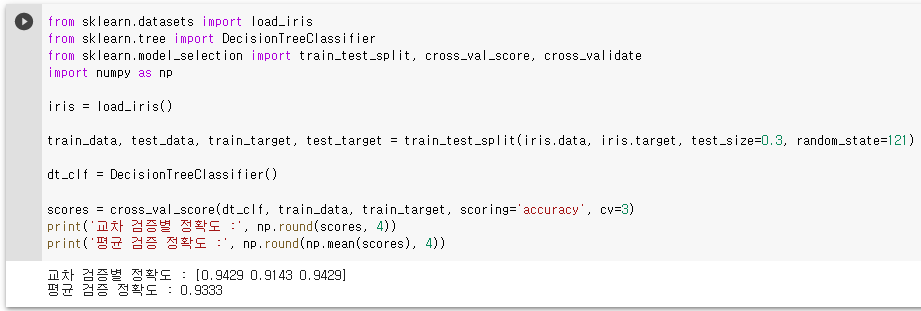 from sklearn.datasets import load_iris
from sklearn.tree import DecisionTreeClassifier
from sklearn.model_selection import train_test_split, cross_val_score, cross_validate
import numpy as np
iris = load_iris()
train_data, test_data, train_target, test_target = train_test_split(iris.data, iris.target, test_size=0.3, random_state=121)
dt_clf = DecisionTreeClassifier()
scores = cross_val_score(dt_clf, train_data, train_target, scoring='accuracy', cv=3)
print('교차 검증별 정확도 :', np.round(scores, 4))
print('평균 검증 정확도 :', np.round(np.mean(scores), 4))
교차 검증별 정확도 : [0.9429 0.9143 0.9429]
평균 검증 정확도 : 0.9333